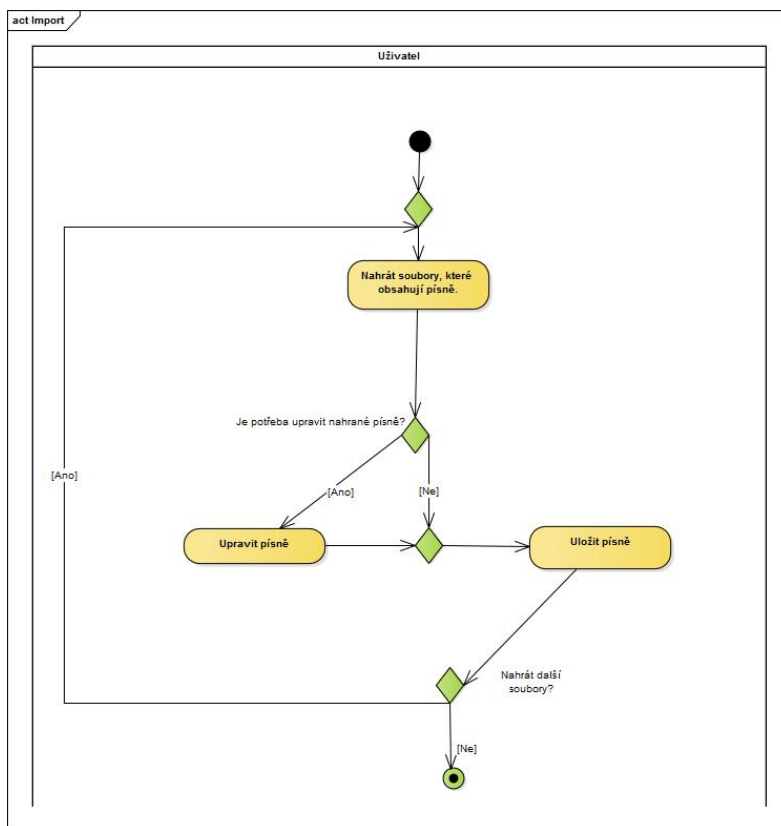 act Import
Uživatel
Nahrát soubory, které
obsahují písně.
Je potřeba upravit nahrané písně?
[Ano]
[Ano]
[Ne]
Upravit písně
Uložit písně
Nahrát další
soubory?
[Ne]